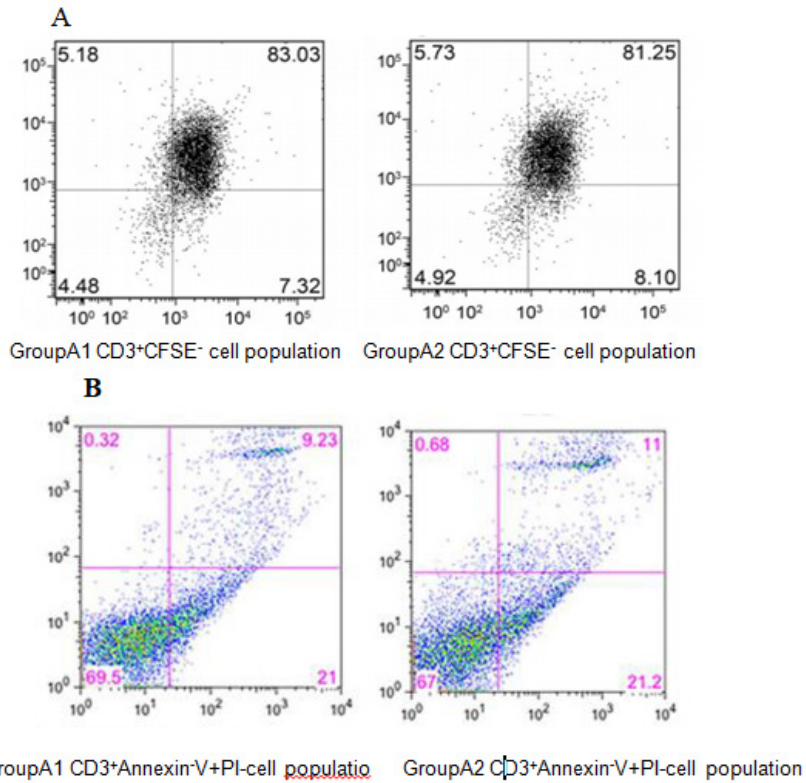 A
5.18 83.03 5.73 81.25
10⁵ 10⁵
10⁴ 10⁴
10³ 10³
10² 10²
10⁰ 10⁰
4.48 7.32 4.92 8.10
10⁰ 10² 10³ 10⁴ 10⁵ 10⁰ 10² 10³ 10⁴ 10⁵
GroupA1 CD3⁺CFSE⁻ cell population GroupA2 CD3⁺CFSE⁻ cell population
B
10⁴ 0.32 9.23 10⁴ 0.68 11
10³ 10³
10² 10²
10¹ 10¹
69.5 21 67 21.2
10⁰ 10⁰
10⁰ 10¹ 10² 10³ 10⁴ 10⁰ 10¹ 10² 10³ 10⁴
roupA1 CD3⁺Annexin⁻V+PI-cell populatio GroupA2 CD3⁺Annexin⁻V+PI-cell population